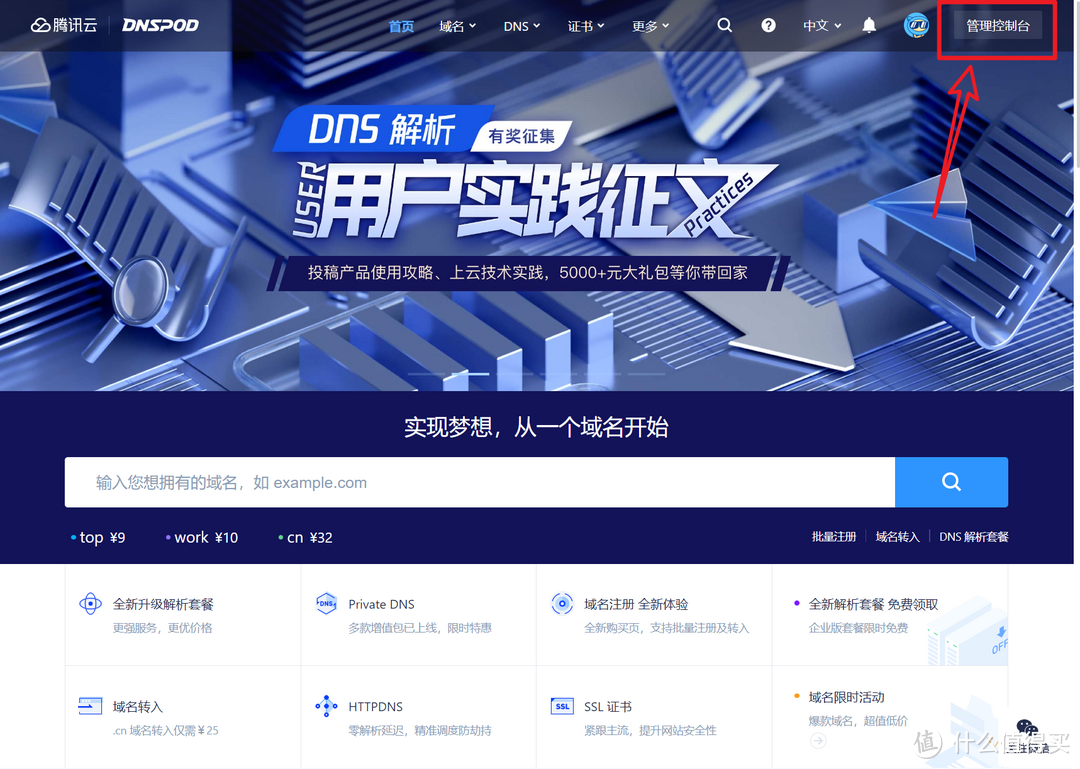 腾讯云 DNSPOD 首页 域名 DNS 证书 更多 中文 管理控制台
DNS 解析 有奖征集
USER 用户实践征文 Practices
投稿产品使用攻略、上云技术实践，5000+元大礼包等你带回家
实现梦想，从一个域名开始
输入您想拥有的域名，如 example.com
top ¥9 work ¥10 cn ¥32 批量注册 域名转入 DNS 解析套餐
全新升级解析套餐
更强服务，更优价格
Private DNS
多款增值包已上线，限时特惠
域名注册 全新体验
全新购买页，支持批量注册及转入
全新解析套餐 免费领取
企业版套餐限时免费
OFF
域名转入
.cn 域名转入仅需￥25
HTTPDNS
零解析延迟，精准调度防劫持
SSL
SSL 证书
紧跟主流，提升网站安全性
域名限时活动
爆款域名，超值低价
值 什么值得买